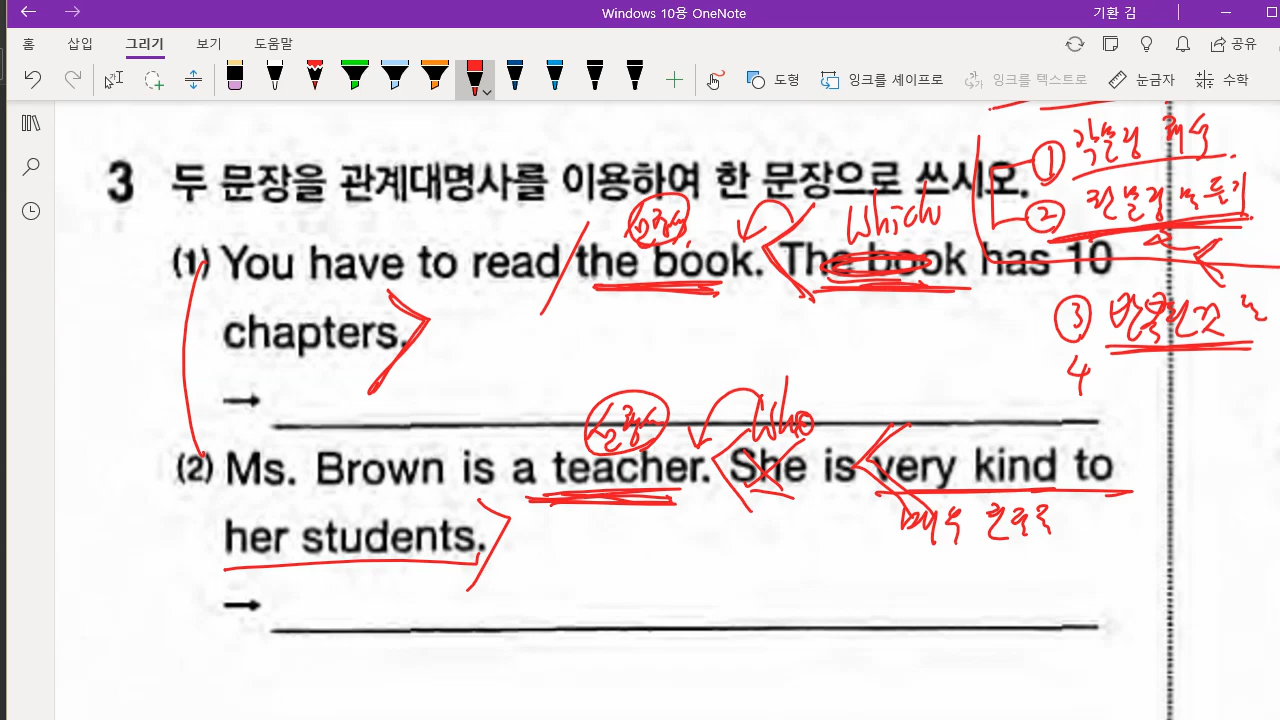 Windows 10용 OneNote
기환 김
홈 삽입 그리기 보기 도움말
공유
도형 잉크를 셰이프로 잉크를 텍스트로 눈금자 수학
3 두 문장을 관계대명사를 이용하여 한 문장으로 쓰시오.
①
②
which
(1) You have to read the book. The book has 10
chapters.
③
4
→
who
(2) Ms. Brown is a teacher. She is very kind to
her students.
→